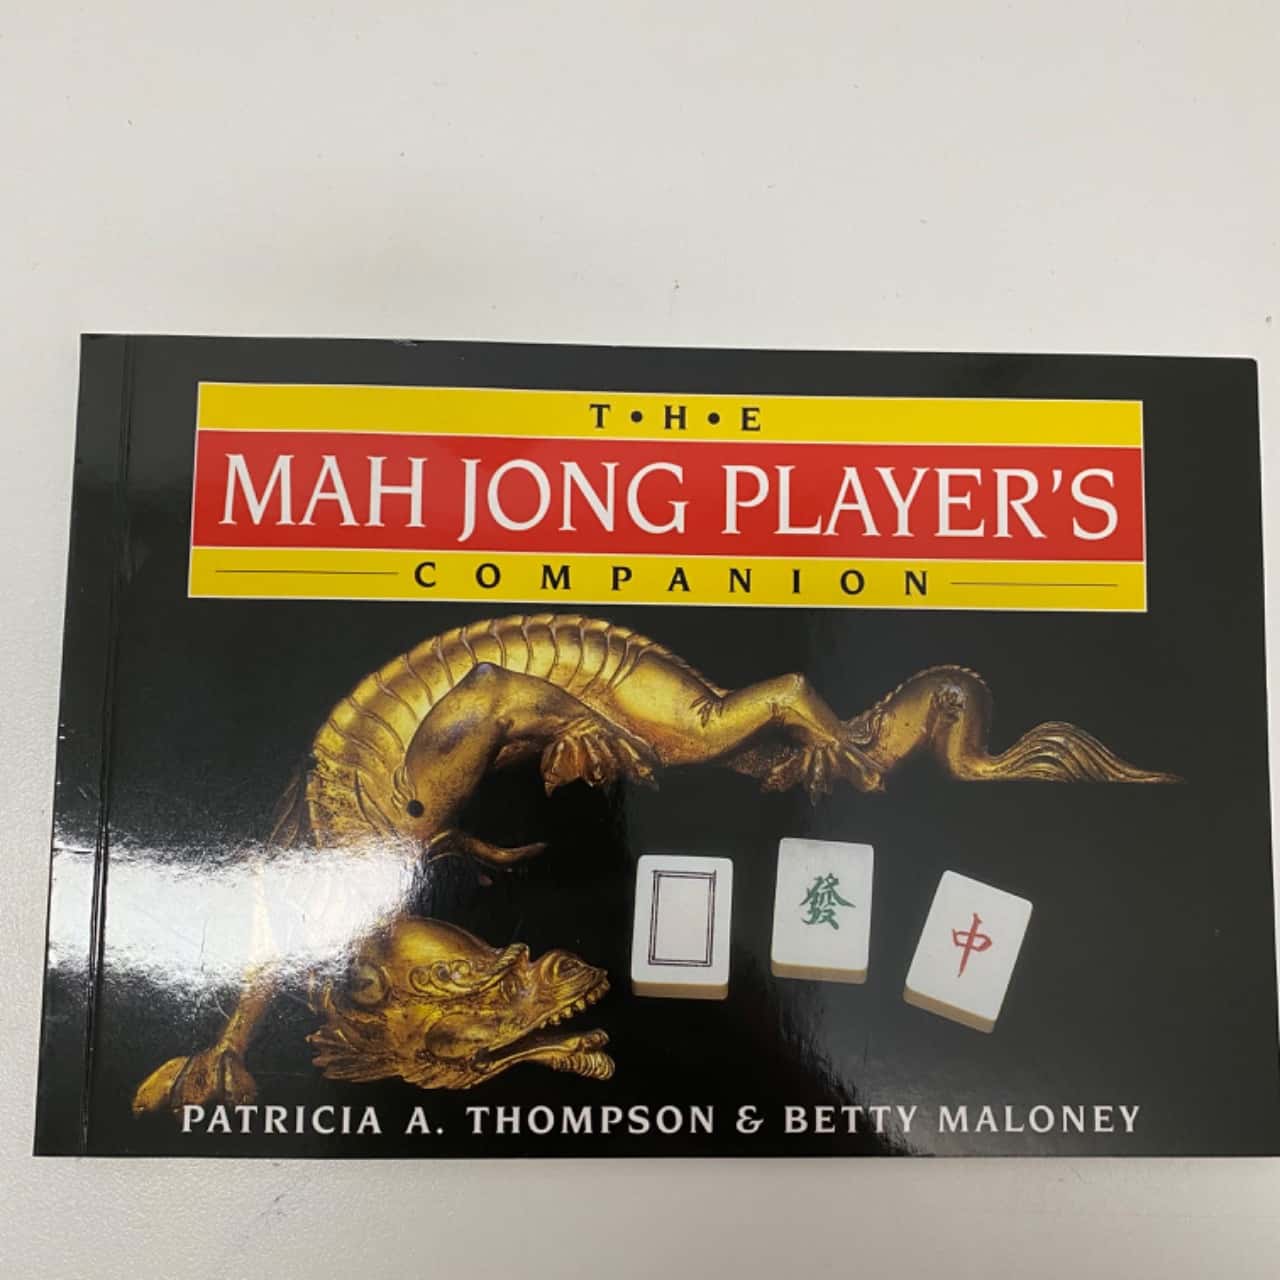 T•H•E
MAH JONG PLAYER'S
COMPANION
發
中
PATRICIA A. THOMPSON & BETTY MALONEY